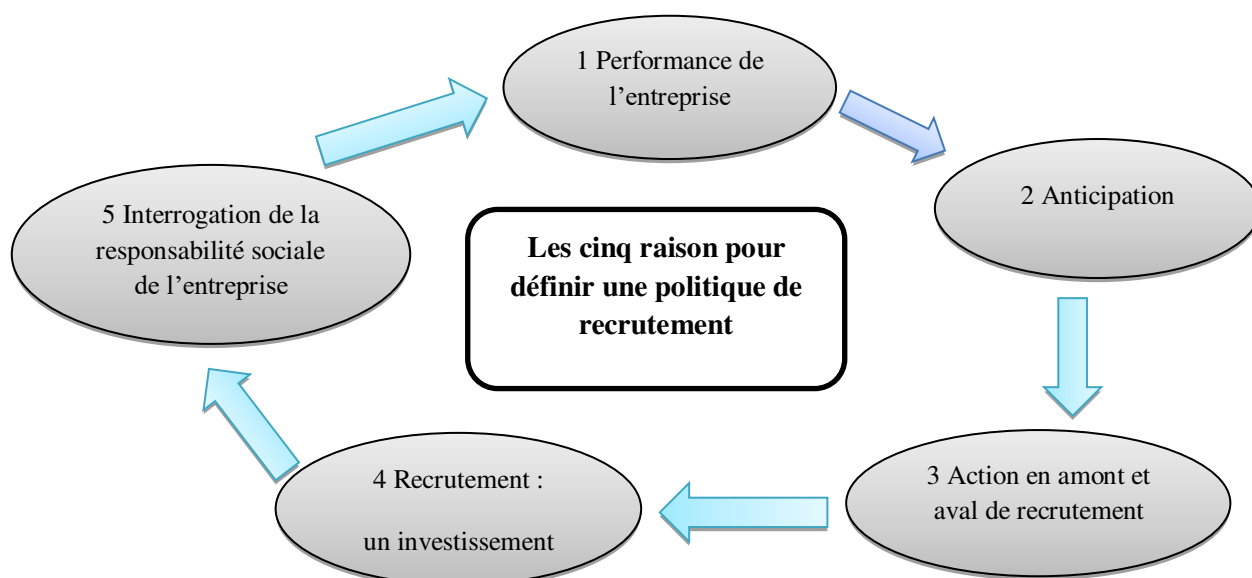 1 Performance de
l’entreprise
2 Anticipation
5 Interrogation de la
responsabilité sociale
de l’entreprise
Les cinq raison pour
définir une politique de
recrutement
3 Action en amont et
aval de recrutement
4 Recrutement :
un investissement